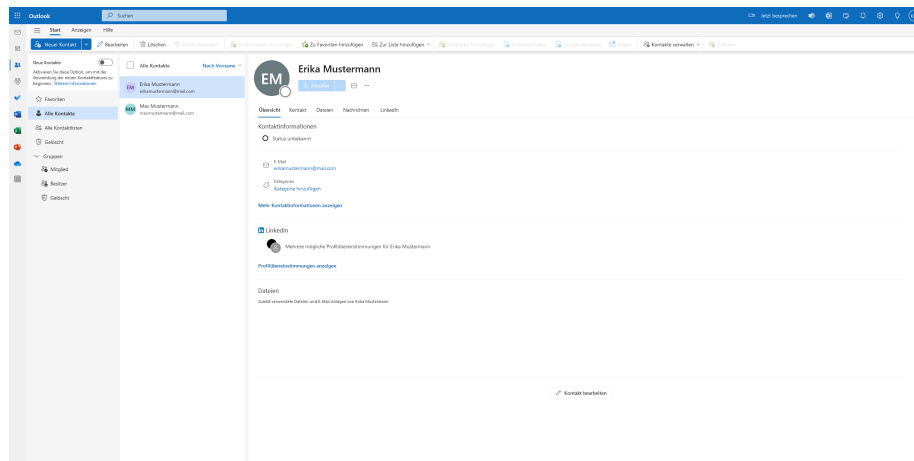 Outlook
Suchen
Jetzt besprechen
Start Anzeigen Hilfe
Neuer Kontakt
Bearbeiten
Löschen
Wiederherstellen
Zu Favoriten hinzufügen
Zur Liste hinzufügen
Mitglieder hinzufügen
Kontakte verwalten
Neue Kontakte
Aktivieren Sie diese Option, um mit der
Verwendung der neuen Kontaktfeatures zu
beginnen. Weitere Informationen
Favoriten
Alle Kontakte
Alle Kontaktlisten
Gelöscht
Gruppen
Mitglied
Besitzer
Gelöscht
Alle Kontakte
Nach Vorname
EM
Erika Mustermann
erikamustermann@mail.com
MM
Max Mustermann
maxmustermann@mail.com
EM
Erika Mustermann
Anrufen
Übersicht Kontakt Dateien Nachrichten LinkedIn
Kontaktinformationen
Status unbekannt
E-Mail
erikamustermann@mail.com
Kategorien
Kategorie hinzufügen
Mehr Kontaktinformationen anzeigen
in LinkedIn
Mehrere mögliche Profilübereinstimmungen für Erika Mustermann
Profilübereinstimmungen anzeigen
Dateien
Zuletzt verwendete Dateien und E-Mail-Anlagen von Erika Mustermann
Kontakt bearbeiten